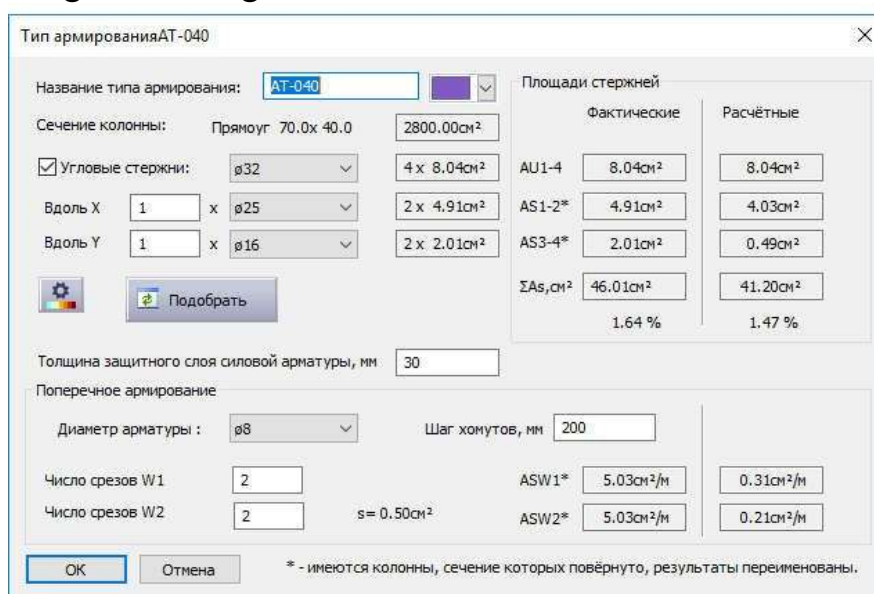 Тип армированияАТ-040
Название типа армирования: АТ-040
Сечение колонны: Прямоуг 70.0x 40.0 2800.00см²
Угловые стержни: ø32 4 x 8.04см²
Вдоль X 1 x ø25 2 x 4.91см²
Вдоль Y 1 x ø16 2 x 2.01см²
Подобрать
Площади стержней
Фактические Расчётные
AU1-4 8.04см² 8.04см²
AS1-2* 4.91см² 4.03см²
AS3-4* 2.01см² 0.49см²
ΣAs,см² 46.01см² 41.20см²
1.64 % 1.47 %
Толщина защитного слоя силовой арматуры, мм 30
Поперечное армирование
Диаметр арматуры : ø8 Шаг хомутов, мм 200
Число срезов W1 2 ASW1* 5.03см²/м 0.31см²/м
Число срезов W2 2 s= 0.50см² ASW2* 5.03см²/м 0.21см²/м
OK Отмена * - имеются колонны, сечение которых повёрнуто, результаты переименованы.